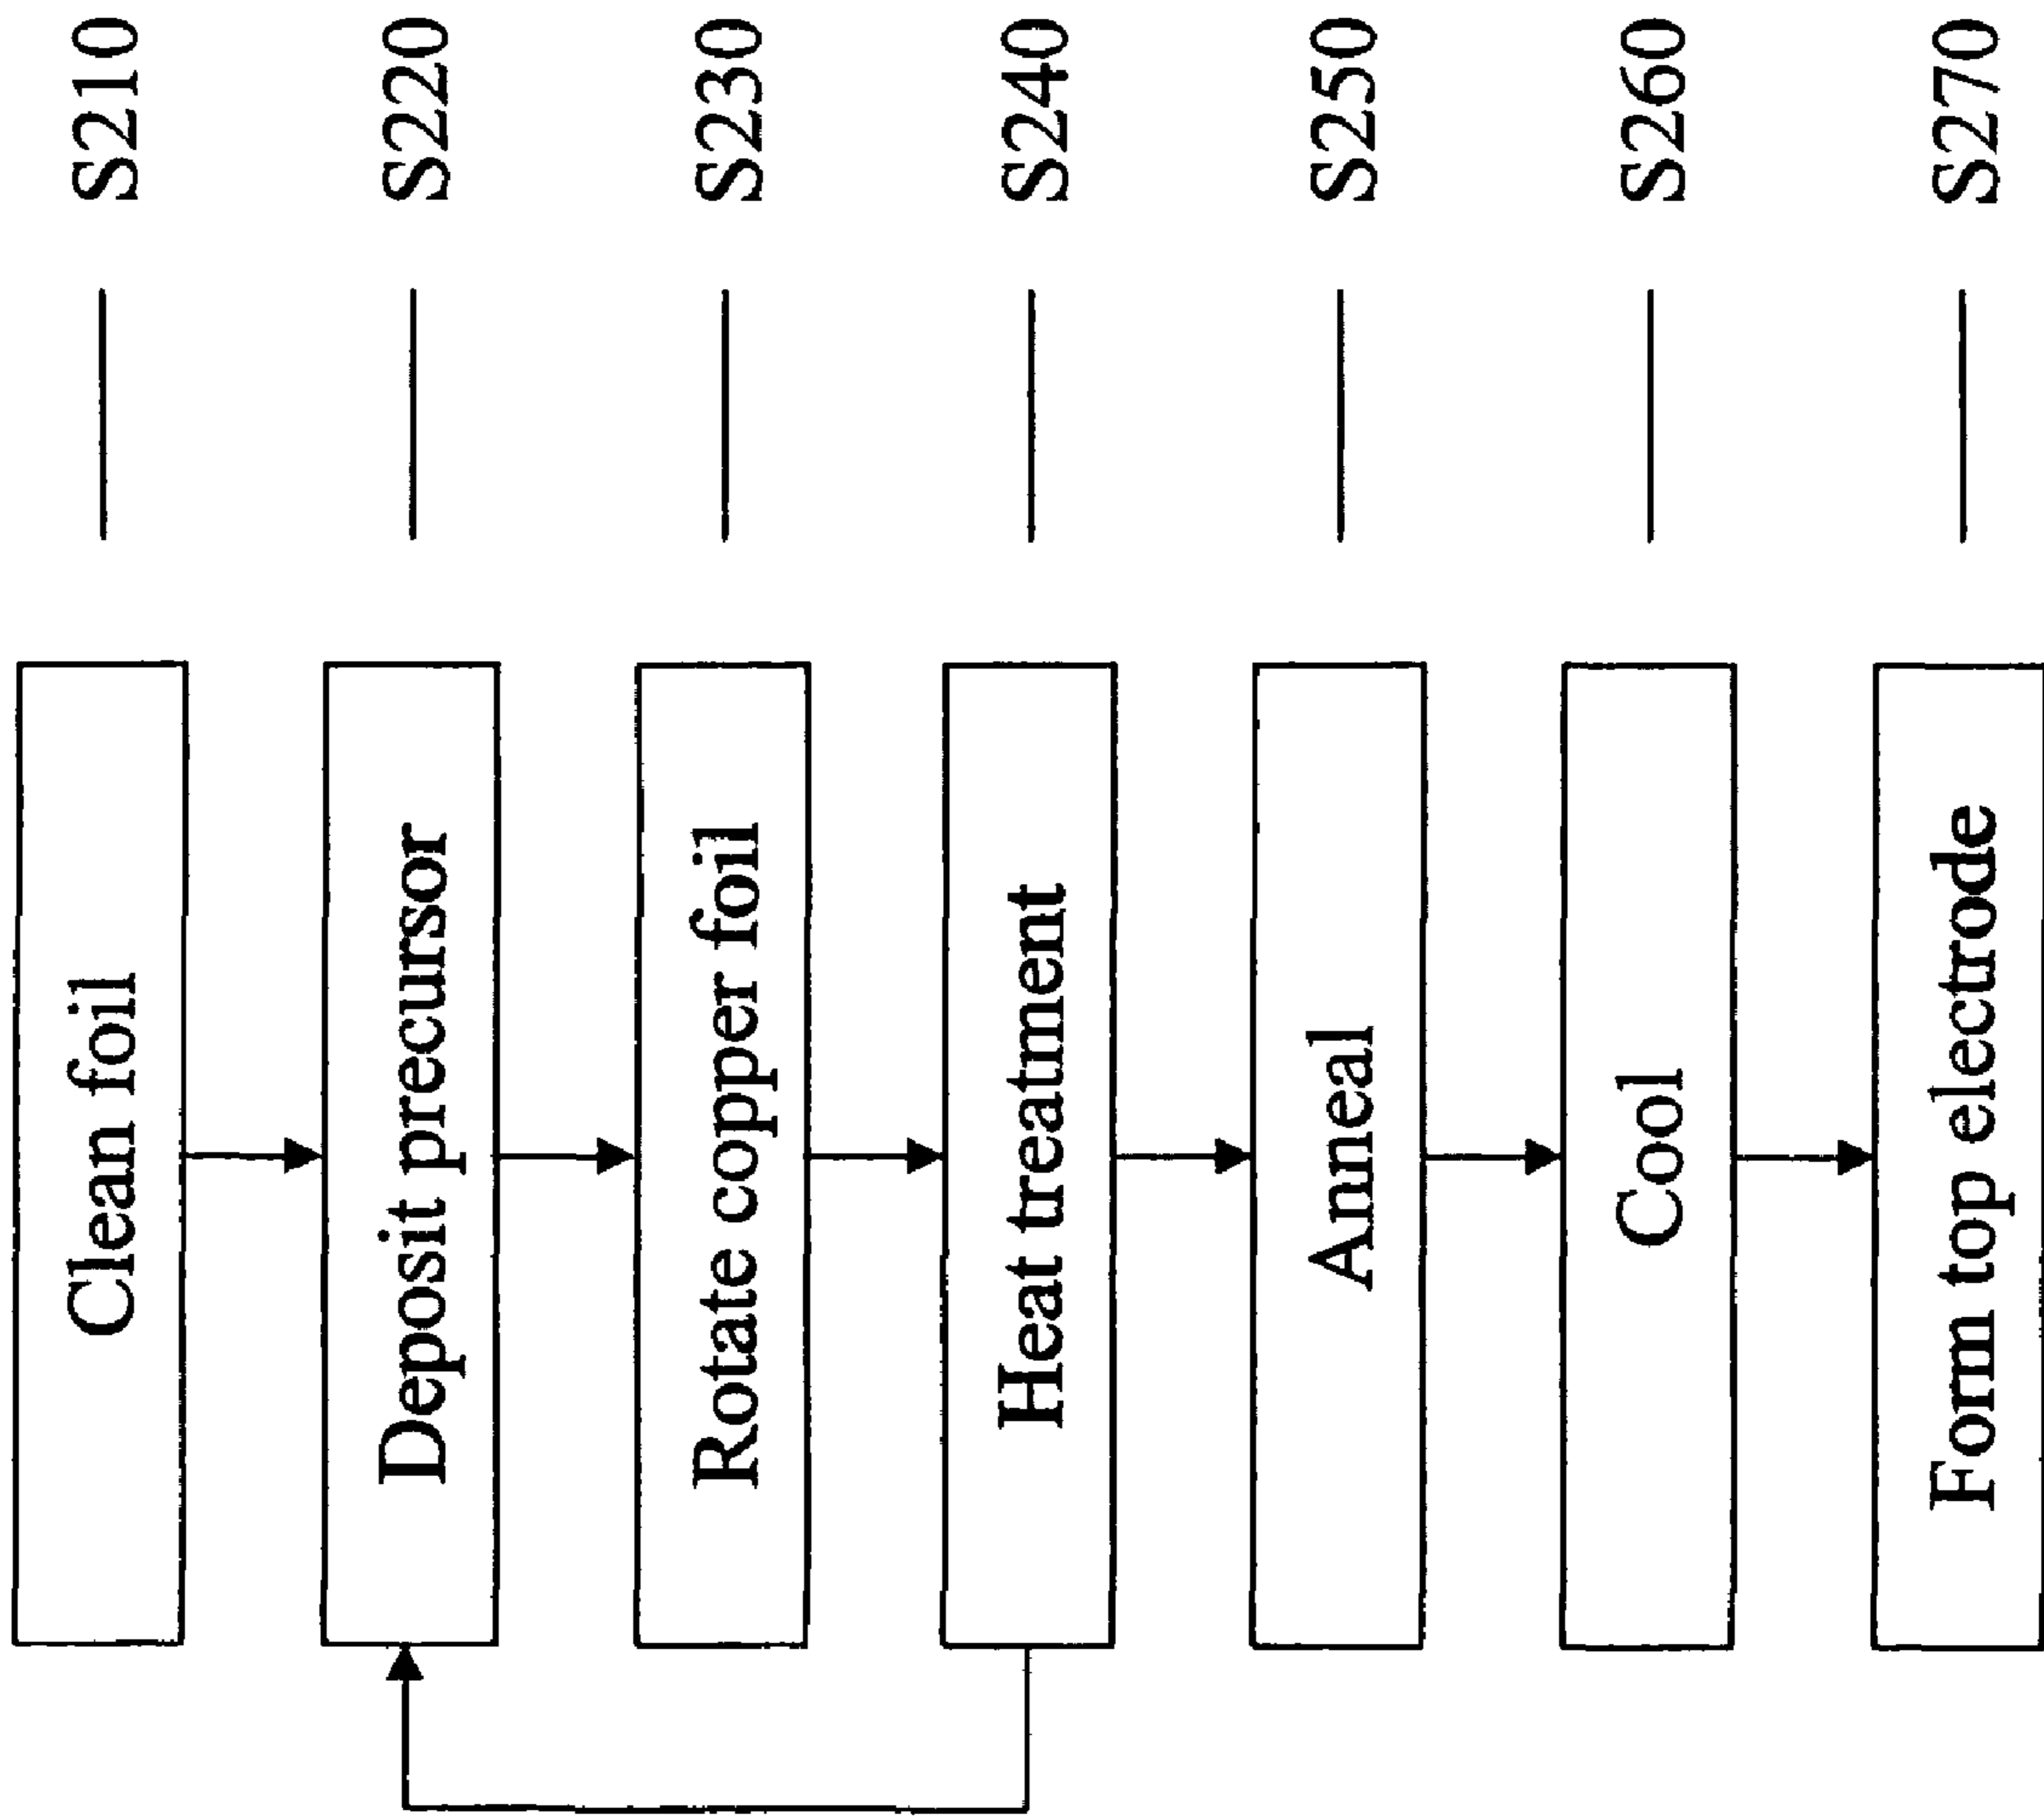 Clean foil S210
Deposit precursor S220
Rotate copper foil S230
Heat treatment S240
Anneal S250
Cool S260
Form top electrode S270